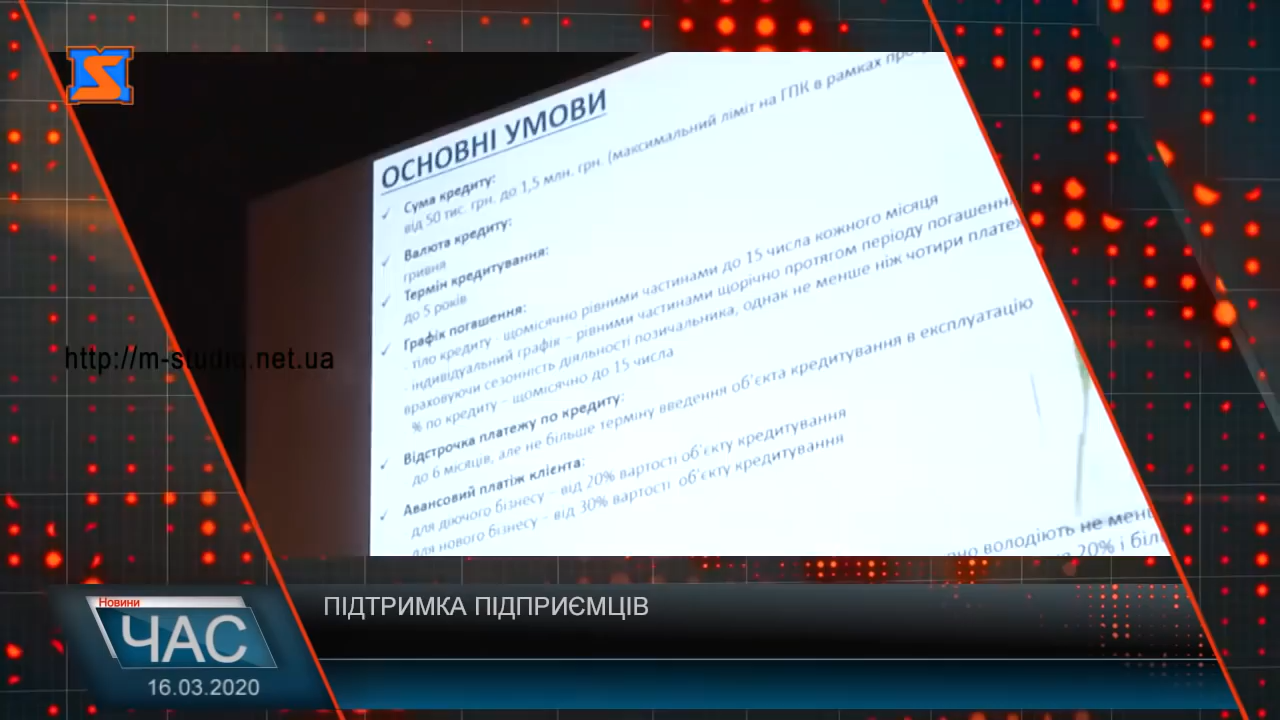 ОСНОВНІ УМОВИ
✓ Сума кредиту:
від 50 тис. грн. до 1,5 млн. грн. (максимальний ліміт на ГПК в рамках
✓ Валюта кредиту:
гривня
✓ Термін кредитування:
до 5 років
✓ Графік погашення:
- тіло кредиту - щомісячно рівними частинами до 15 числа кожного місяця
- індивідуальний графік – рівними частинами щорічно протягом періоду погашення
враховуючи сезонність діяльності позичальника, однак не менше ніж чотири
% по кредиту – щомісячно до 15 числа
✓ Відстрочка платежу по кредиту:
до 6 місяців, але не більше терміну введення об'єкта кредитування в експлуатацію
✓ Авансовий платіж клієнта:
для діючого бізнесу – від 20% вартості об'єкту кредитування
для нового бізнесу – від 30% вартості об'єкту кредитування
володіють не
20% і
http://m-studio.net.ua
Новини
ЧАС
16.03.2020
ПІДТРИМКА ПІДПРИЄМЦІВ